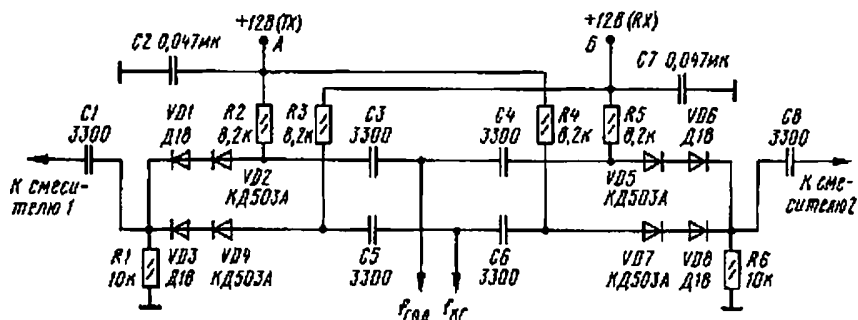 +12В (TX)
А
+12В (RX)
Б
C2 0,047мк
C7 0,047мк
C1
3300
VD1
Д18
R2
8,2к
R3
8,2к
C3
3300
C4
3300
R4
8,2к
R5
8,2к
VD6
Д18
C8
3300
К смеси-
телю 1
VD2
КД503А
VD5
КД503А
К сме-
сителю 2
R1
10к
VD3
Д18
VD4
КД503А
C5
3300
C6
3300
VD7
КД503А
VD8
Д18
R6
10к
fгпд
fкг